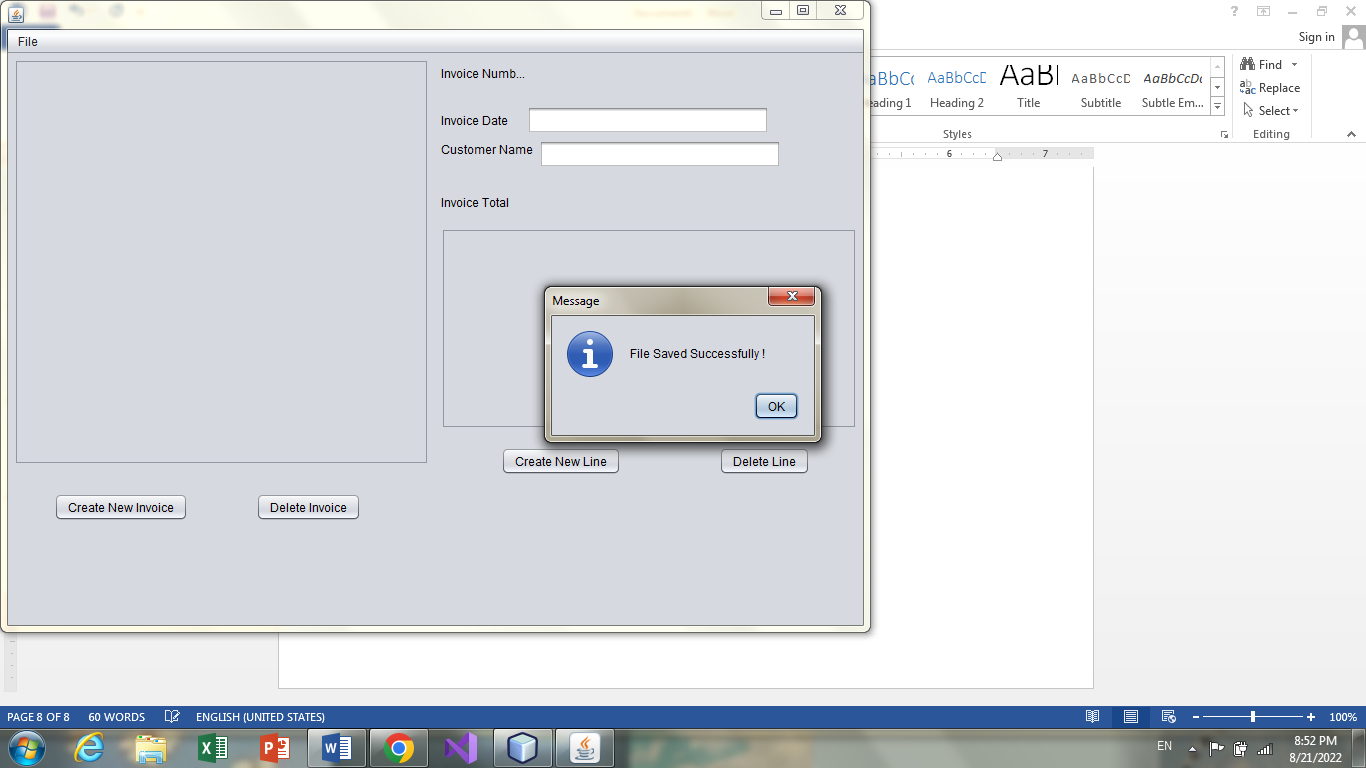 File
Invoice Numb...
Invoice Date
Customer Name
Invoice Total
Message
File Saved Successfully !
OK
Create New Line
Delete Line
Create New Invoice
Delete Invoice
?
Sign in
aBbCc AaBbCcD AaBl AaBbCcD AaBbCcDc
eading 1 Heading 2 Title Subtitle Subtle Em...
Styles
Find
Replace
Select
Editing
6 7
PAGE 8 OF 8 60 WORDS ENGLISH (UNITED STATES) 100%
EN
8:52 PM
8/21/2022